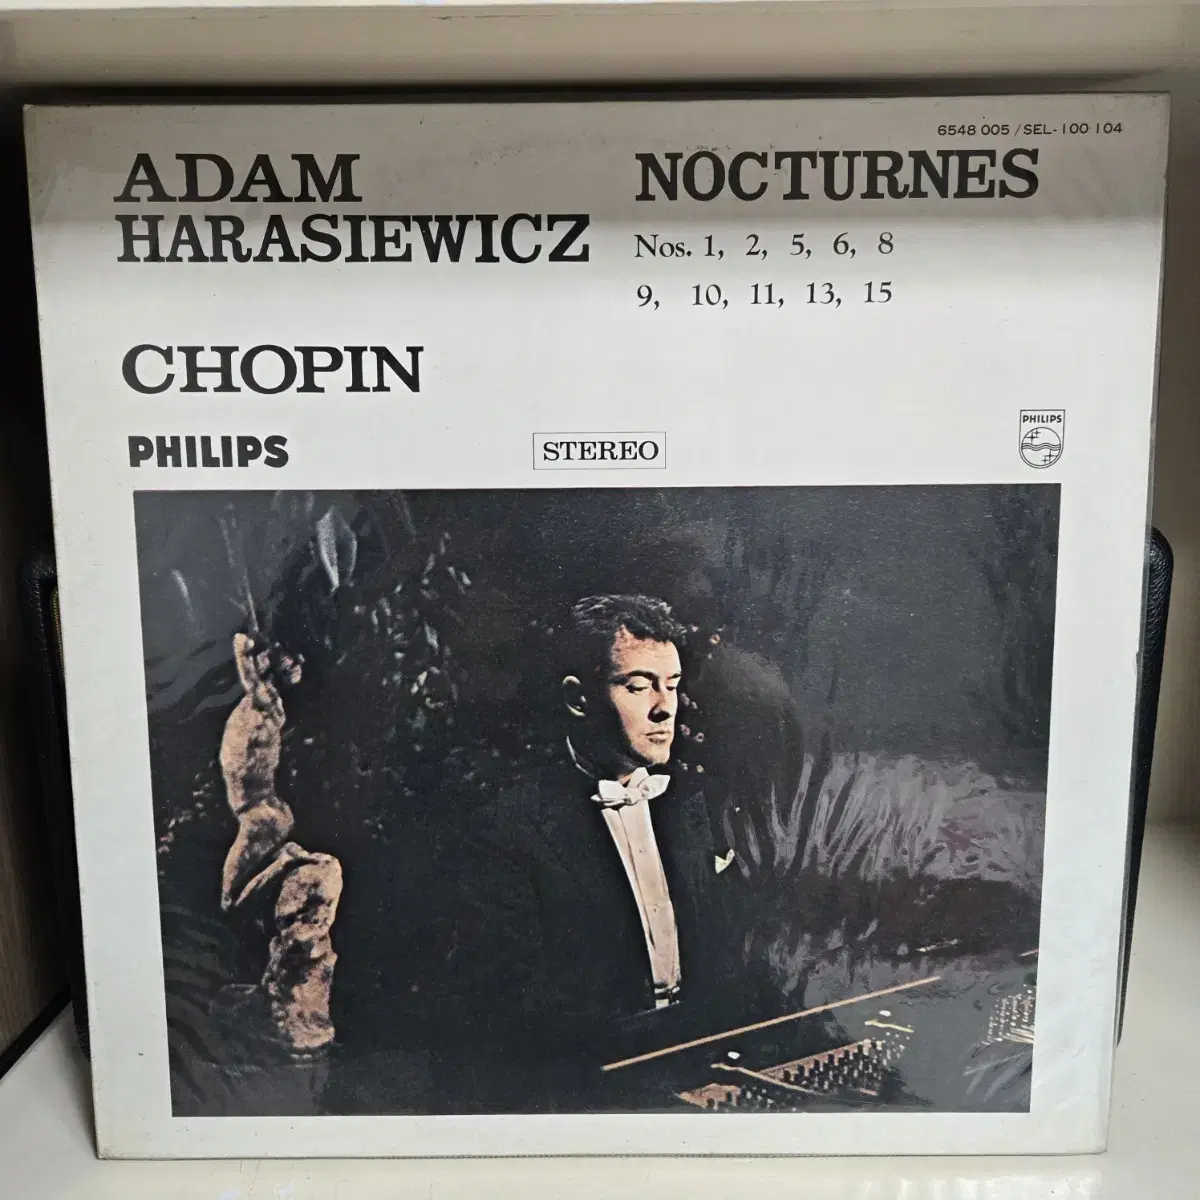 6548 005 / SEL-100 104
ADAM
HARASIEWICZ
NOCTURNES
Nos. 1, 2, 5, 6, 8
9, 10, 11, 13, 15
CHOPIN
PHILIPS
STEREO
PHILIPS